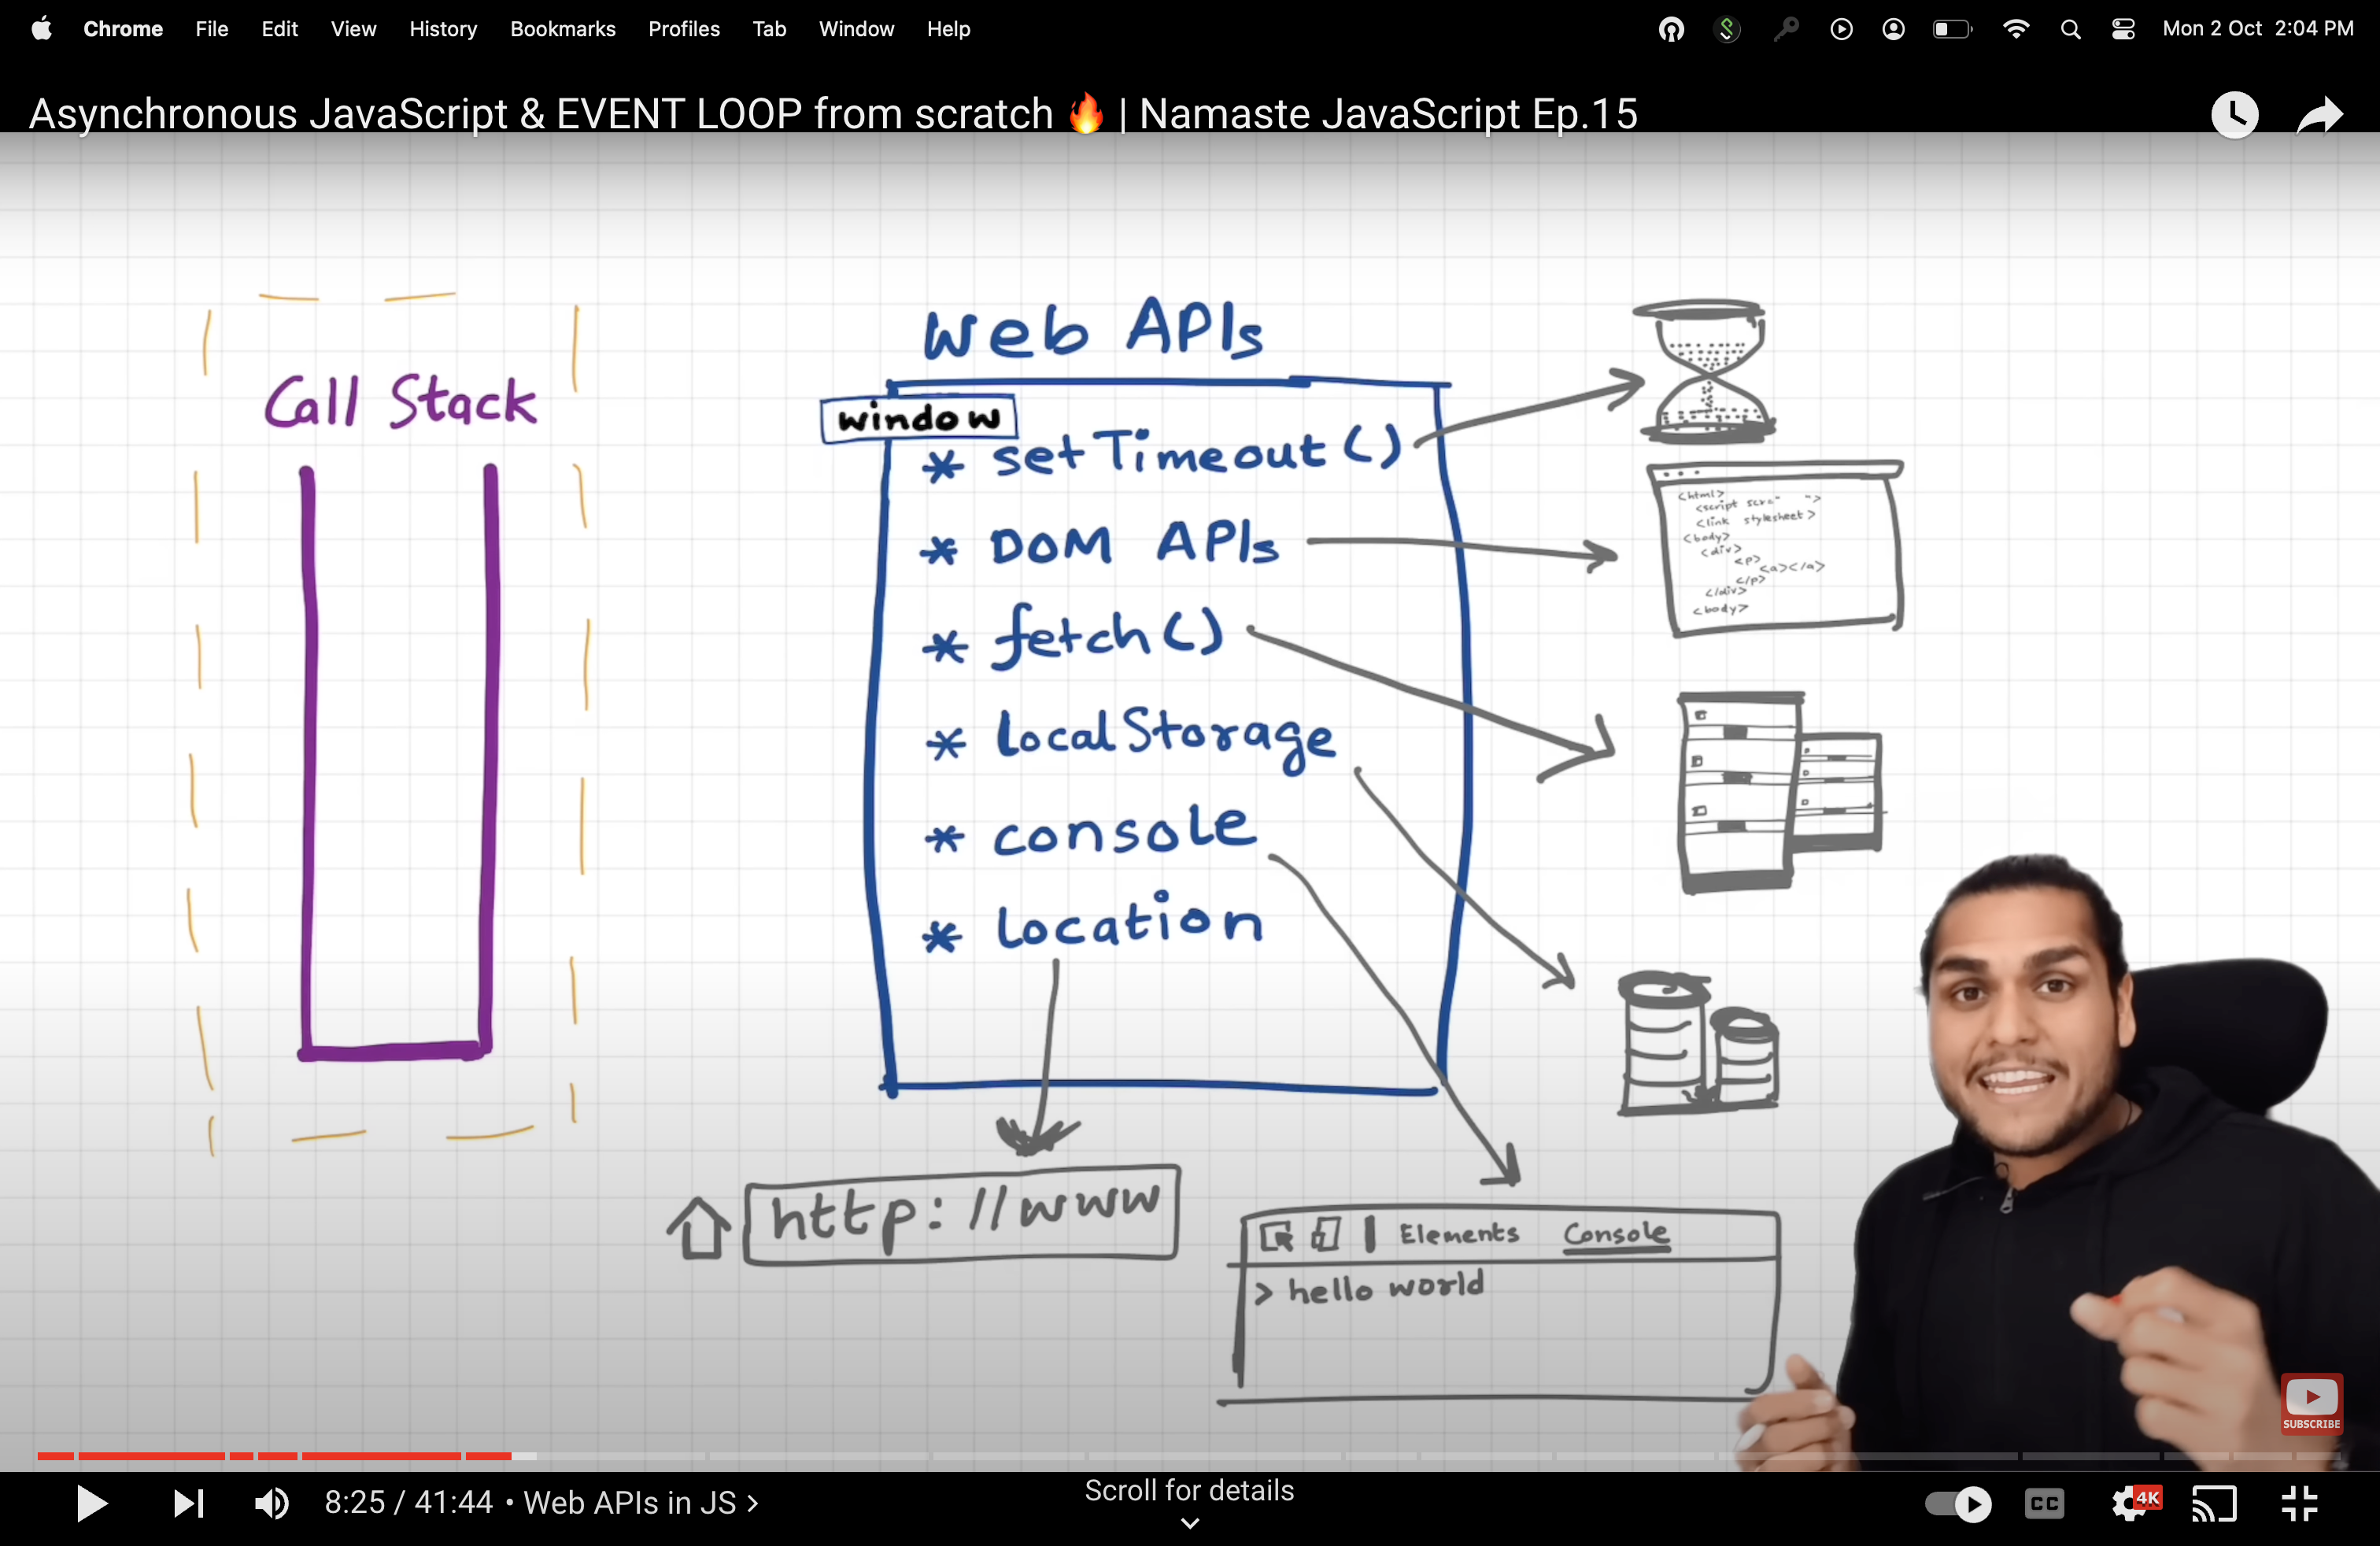 Chrome File Edit View History Bookmarks Profiles Tab Window Help Mon 2 Oct 2:04 PM
Asynchronous JavaScript & EVENT LOOP from scratch 🔥 | Namaste JavaScript Ep.15
Call Stack
Web APIs
window
* setTimeout()
* DOM APIs
* fetch()
* localStorage
* console
* location
<html>
<script scrc=" ">
<link stylesheet>
<body>
<div>
<p>
<a></a>
</p>
</div>
<body>
http://www
Elements Console
> hello world
SUBSCRIBE
8:25 / 41:44 • Web APIs in JS >
Scroll for details
CC
4K